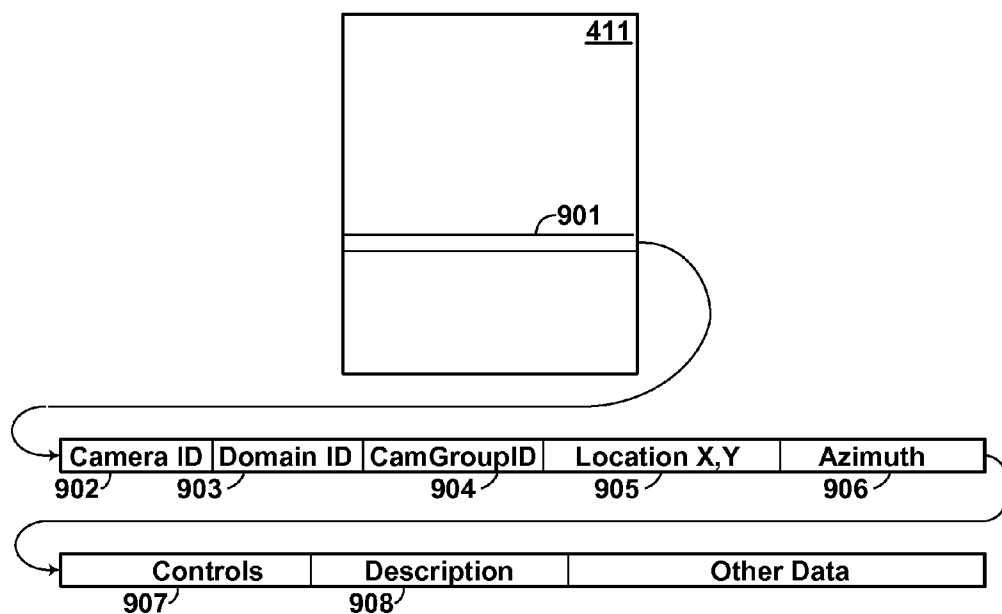 411
901
Camera ID Domain ID CamGroupID Location X,Y Azimuth
902 903 904 905 906
Controls Description Other Data
907 908